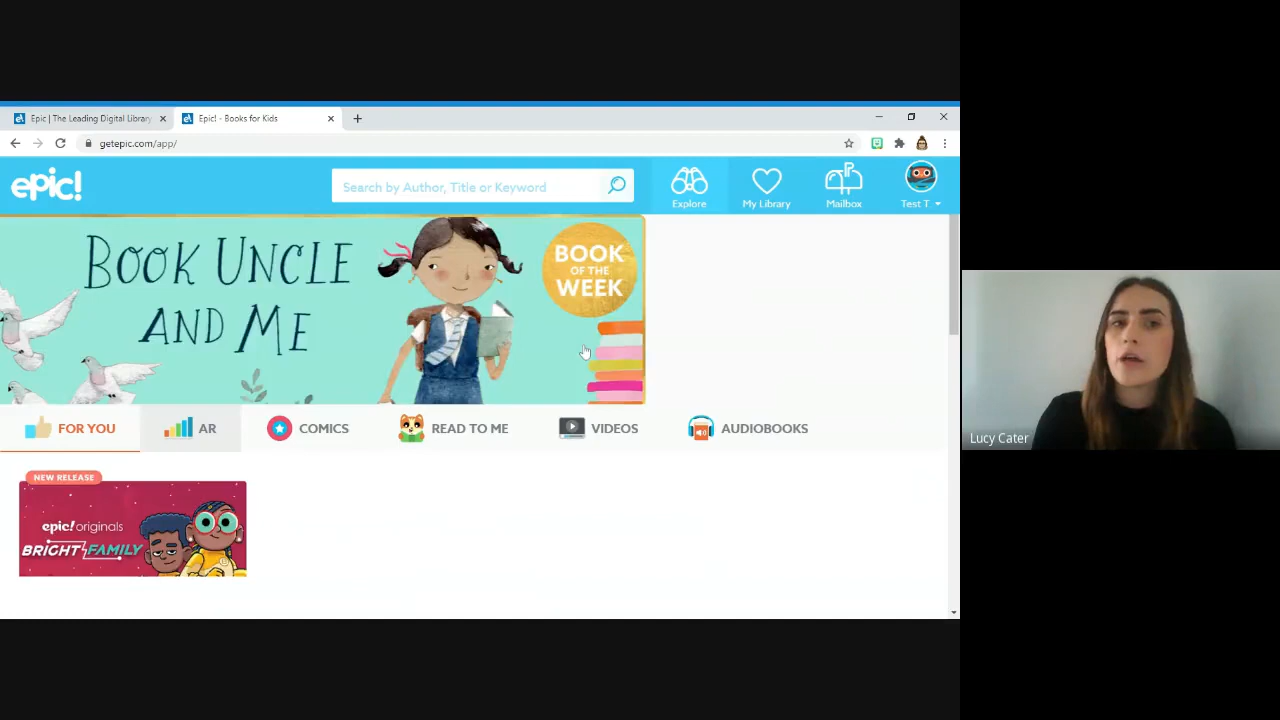 Epic | The Leading Digital Library
Epic! - Books for Kids
getepic.com/app/
epic!
Search by Author, Title or Keyword
Explore
My Library
Mailbox
Test T
BOOK UNCLE
AND ME
BOOK
OF THE
WEEK
FOR YOU
AR
COMICS
READ TO ME
VIDEOS
AUDIOBOOKS
NEW RELEASE
epic! originals
BRIGHT FAMILY
Lucy Cater